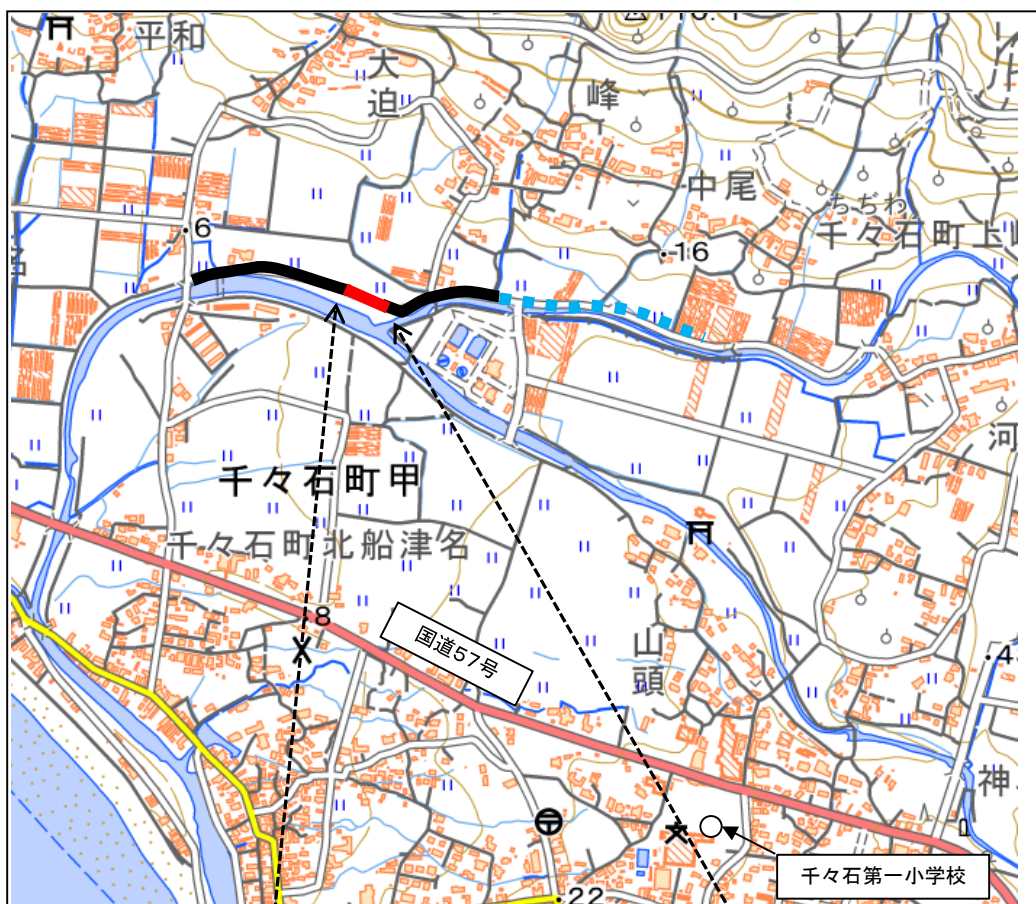 平和
大迫
峰
中尾
ちぢわ
千々石町上
6
16
千々石町甲
千々石町北船津名
8
国道57号
山頭
河
神
22
千々石第一小学校